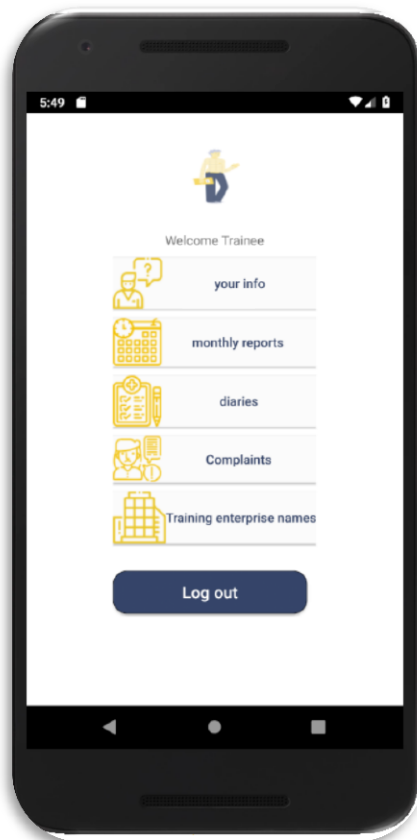 5:49
Welcome Trainee
your info
monthly reports
diaries
Complaints
Training enterprise names
Log out